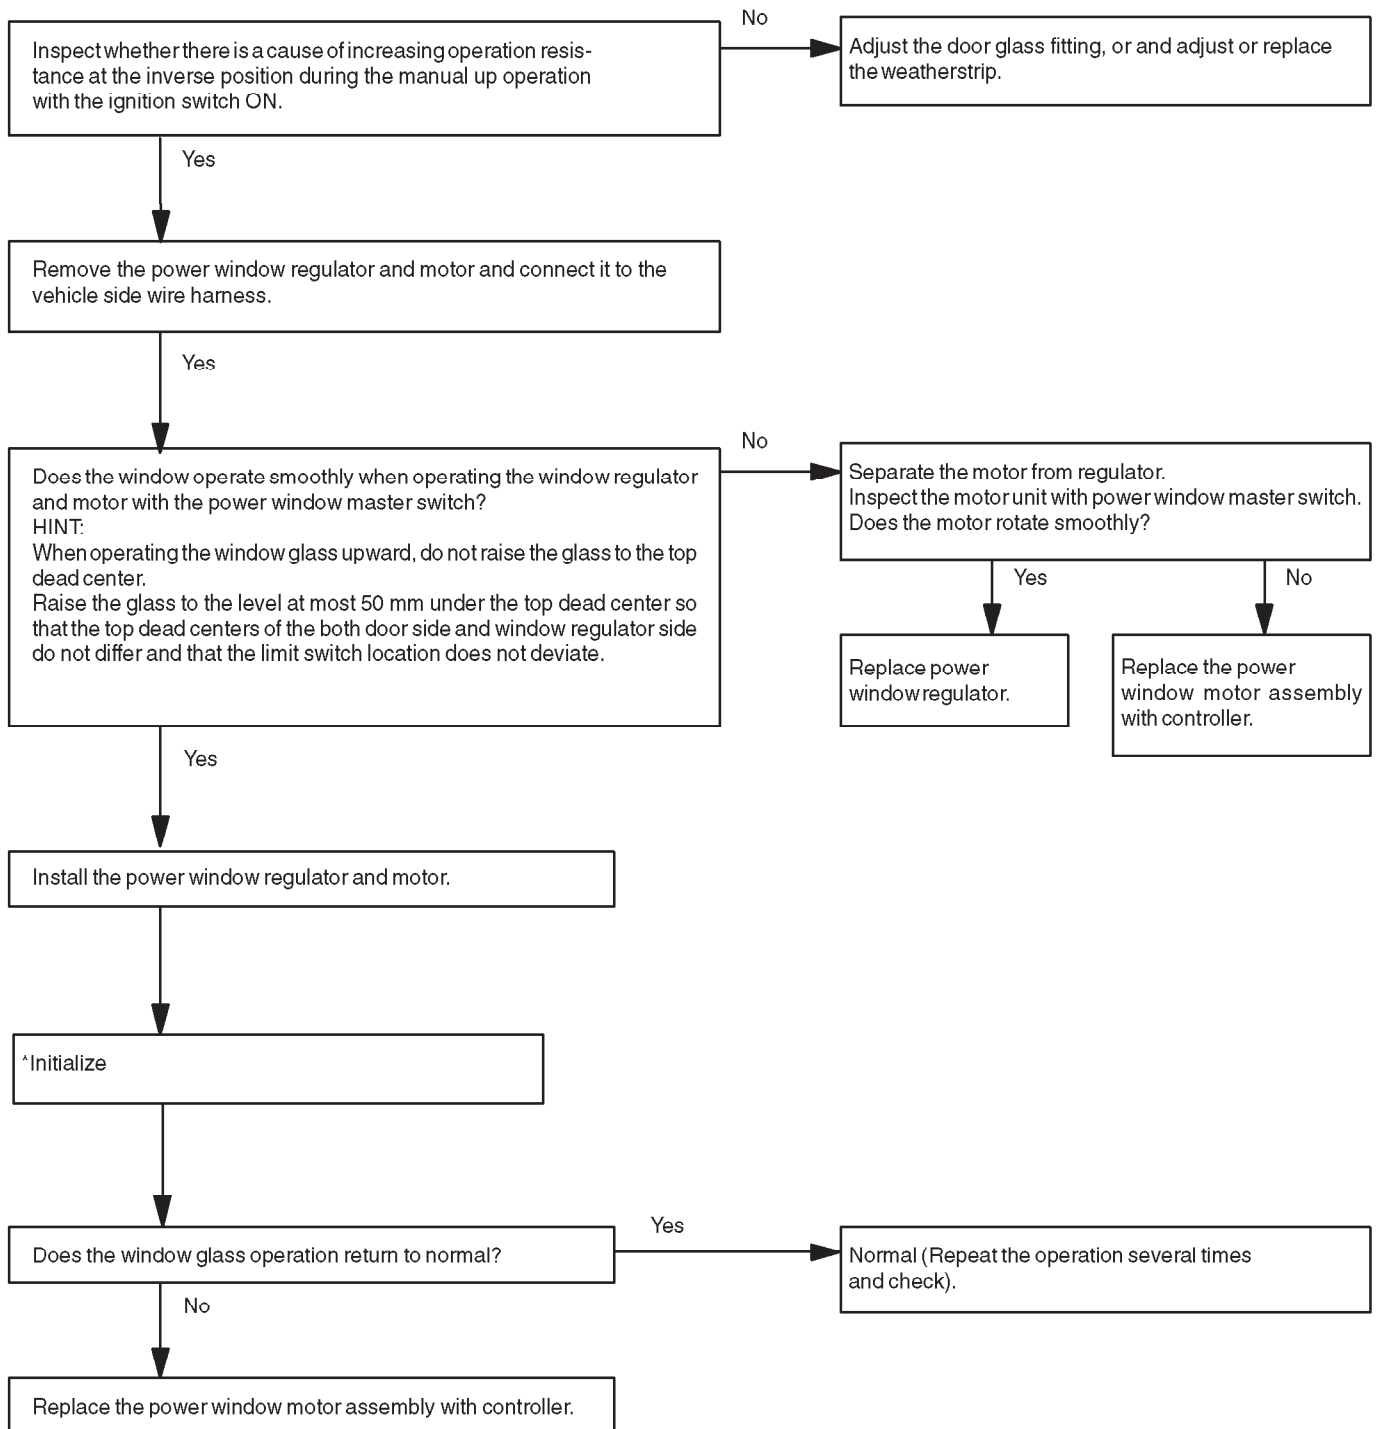 Inspect whether there is a cause of increasing operation resis-
tance at the inverse position during the manual up operation
with the ignition switch ON.
No
Adjust the door glass fitting, or and adjust or replace
the weatherstrip.
Yes
Remove the power window regulator and motor and connect it to the
vehicle side wire harness.
Yes
Does the window operate smoothly when operating the window regulator
and motor with the power window master switch?
HINT:
When operating the window glass upward, do not raise the glass to the top
dead center.
Raise the glass to the level at most 50 mm under the top dead center so
that the top dead centers of the both door side and window regulator side
do not differ and that the limit switch location does not deviate.
No
Separate the motor from regulator.
Inspect the motor unit with power window master switch.
Does the motor rotate smoothly?
Yes
No
Replace power
window regulator.
Replace the power
window motor assembly
with controller.
Yes
Install the power window regulator and motor.
*Initialize
Does the window glass operation return to normal?
Yes
Normal (Repeat the operation several times
and check).
No
Replace the power window motor assembly with controller.